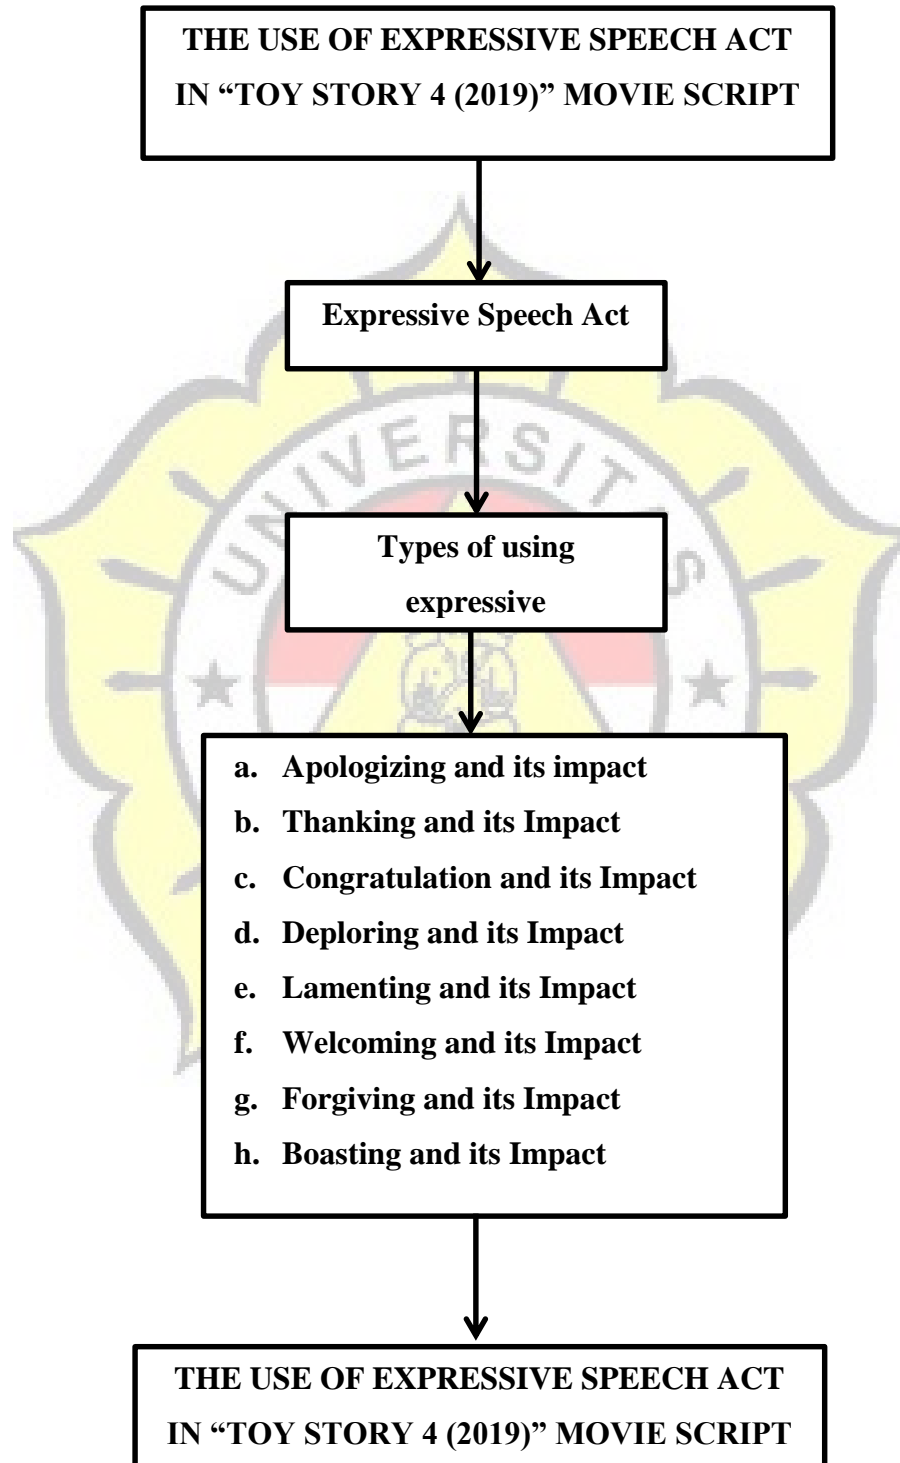 THE USE OF EXPRESSIVE SPEECH ACT
IN “TOY STORY 4 (2019)” MOVIE SCRIPT
Expressive Speech Act
UNIVERSITAS
Types of using
expressive
a. Apologizing and its impact
b. Thanking and its Impact
c. Congratulation and its Impact
d. Deploring and its Impact
e. Lamenting and its Impact
f. Welcoming and its Impact
g. Forgiving and its Impact
h. Boasting and its Impact
THE USE OF EXPRESSIVE SPEECH ACT
IN “TOY STORY 4 (2019)” MOVIE SCRIPT